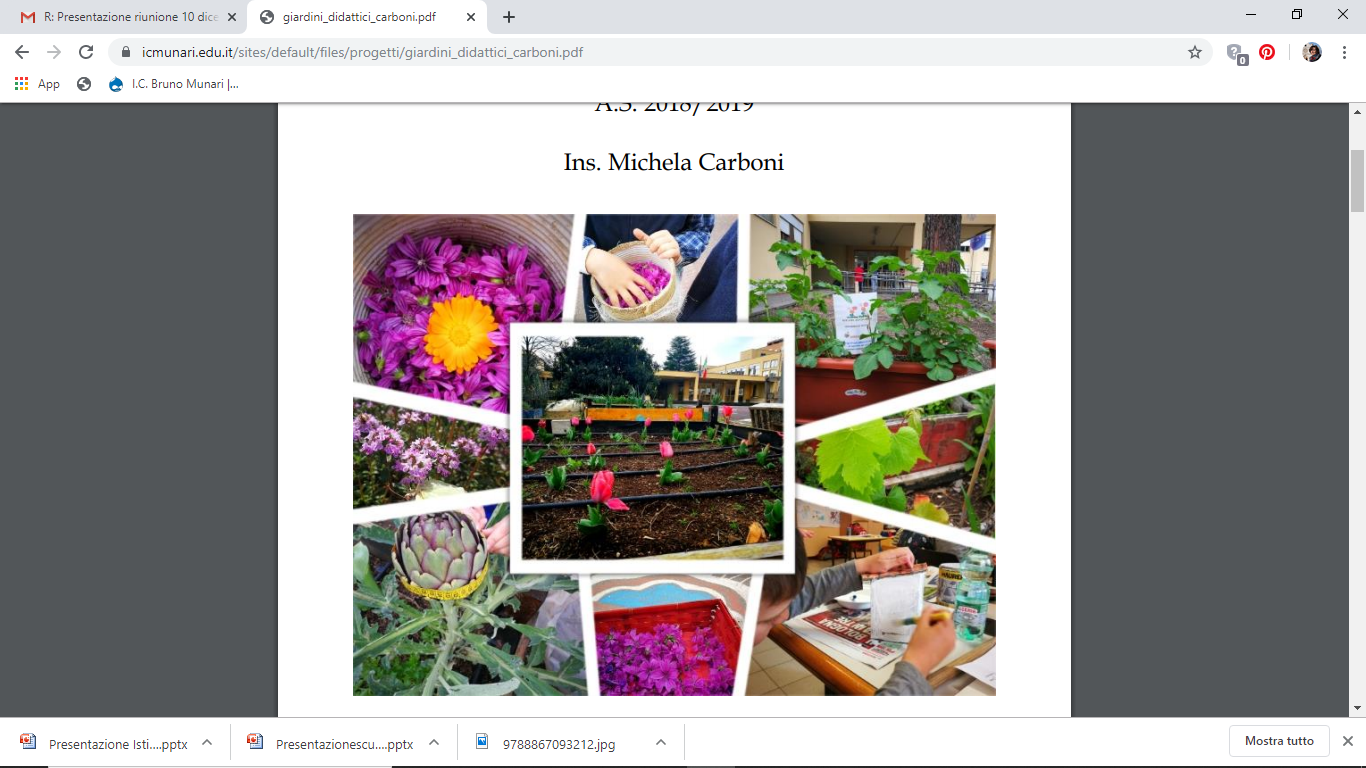 R: Presentazione riunione 10 dice
giardini_didattici_carboni.pdf
icmunari.edu.it/sites/default/files/progetti/giardini_didattici_carboni.pdf
0
App
I.C. Bruno Munari |...
A.S. 2018/2019
Ins. Michela Carboni
Presentazione Isti....pptx
Presentazionescu....pptx
9788867093212.jpg
Mostra tutto